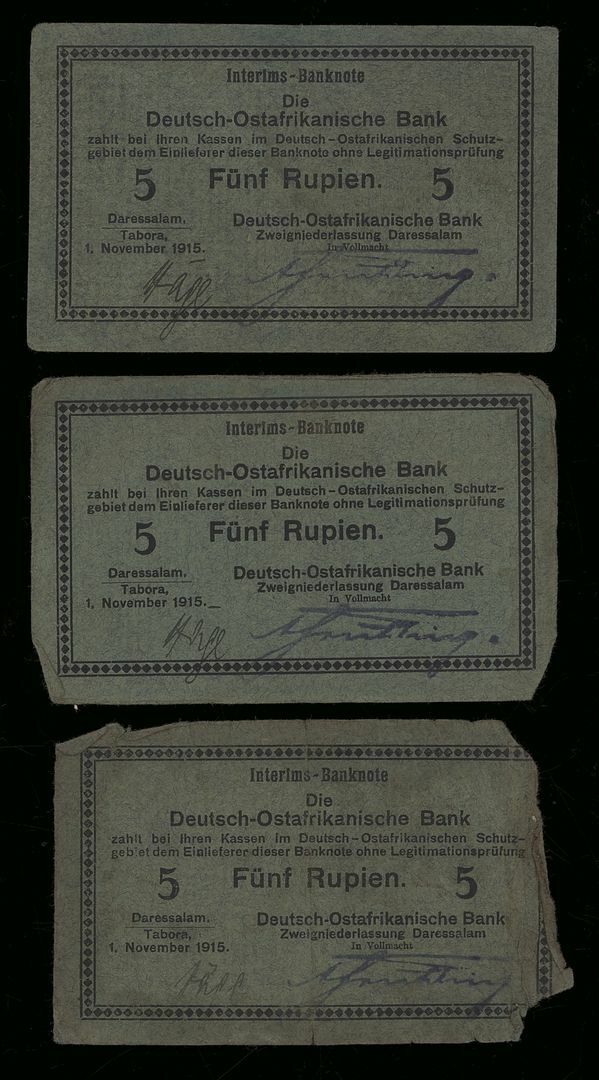 Interims-Banknote
Die
Deutsch-Ostafrikanische Bank
zahlt bei Ihren Kassen im Deutsch-Ostafrikanischen Schutz-
gebiet dem Einlieferer dieser Banknote ohne Legitimationsprüfung
5 Fünf Rupien. 5
Daressalam.
Tabora,
1. November 1915.
Deutsch-Ostafrikanische Bank
Zweigniederlassung Daressalam
In Vollmacht
Interims-Banknote
Die
Deutsch-Ostafrikanische Bank
zahlt bei Ihren Kassen im Deutsch-Ostafrikanischen Schutz-
gebiet dem Einlieferer dieser Banknote ohne Legitimationsprüfung
5 Fünf Rupien. 5
Daressalam.
Tabora,
1. November 1915.
Deutsch-Ostafrikanische Bank
Zweigniederlassung Daressalam
In Vollmacht
Interims-Banknote
Die
Deutsch-Ostafrikanische Bank
zahlt bei Ihren Kassen im Deutsch-Ostafrikanischen Schutz-
gebiet dem Einlieferer dieser Banknote ohne Legitimationsprüfung
5 Fünf Rupien. 5
Daressalam.
Tabora,
1. November 1915.
Deutsch-Ostafrikanische Bank
Zweigniederlassung Daressalam
In Vollmacht